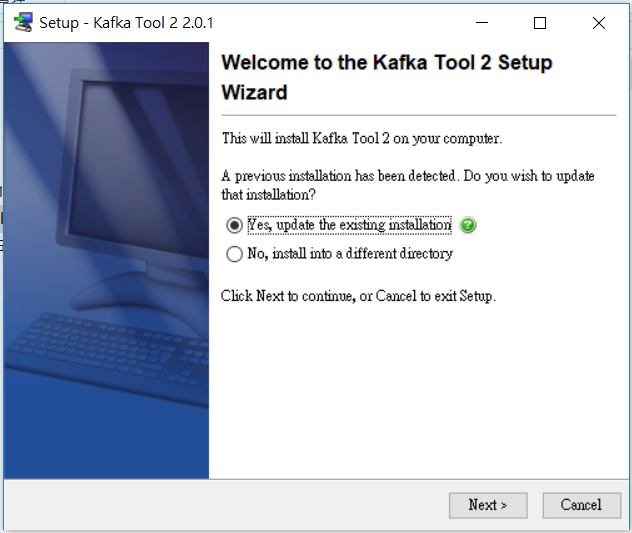 Setup - Kafka Tool 2 2.0.1
Welcome to the Kafka Tool 2 Setup
Wizard
This will install Kafka Tool 2 on your computer.
A previous installation has been detected. Do you wish to update
that installation?
Yes, update the existing installation
No, install into a different directory
Click Next to continue, or Cancel to exit Setup.
Next >
Cancel